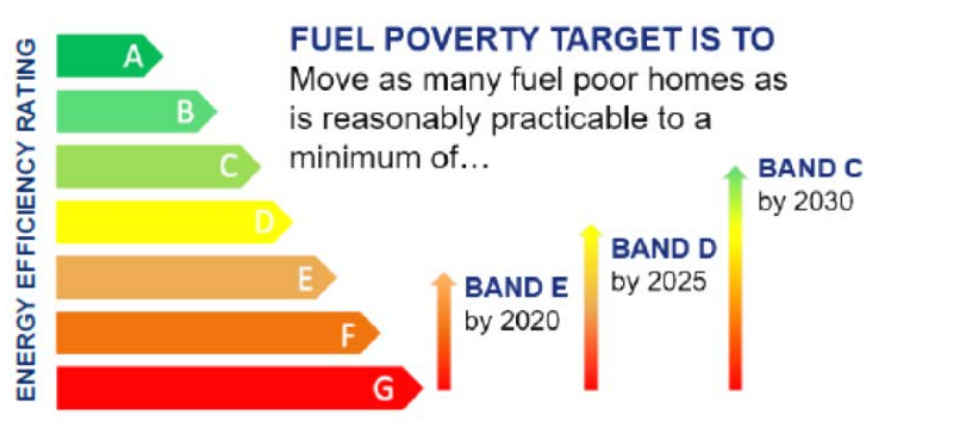 ENERGY EFFICIENCY RATING
A
B
C
D
E
F
G
FUEL POVERTY TARGET IS TO
Move as many fuel poor homes as
is reasonably practicable to a
minimum of...
BAND E
by 2020
BAND D
by 2025
BAND C
by 2030